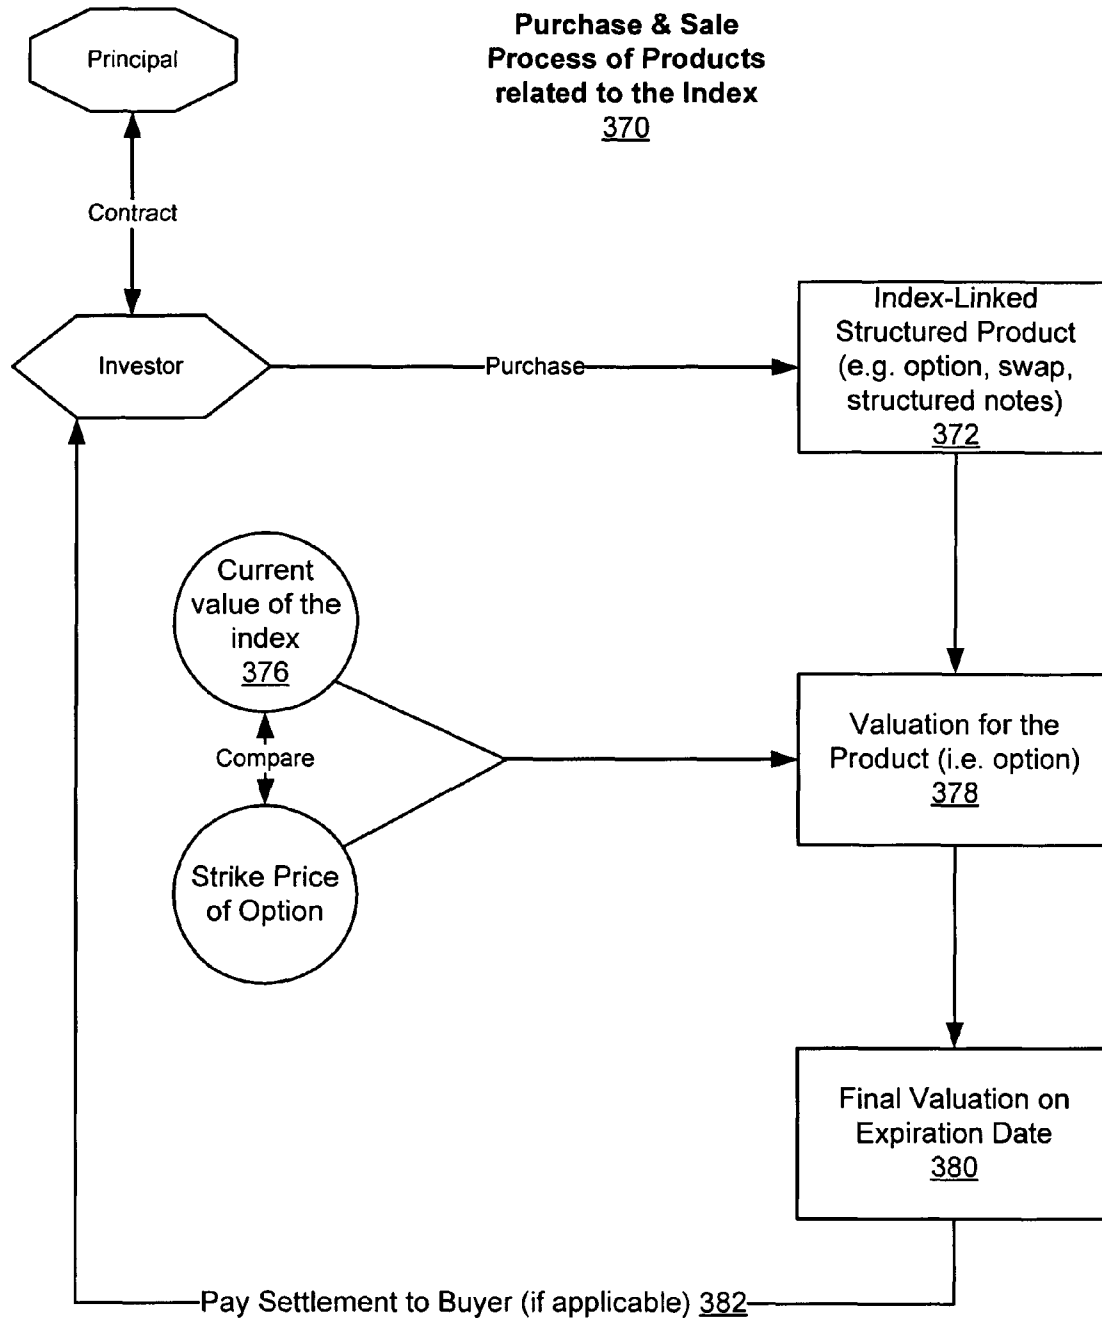 Principal
Purchase & Sale
Process of Products
related to the Index
370
Contract
Investor
Purchase
Index-Linked
Structured Product
(e.g. option, swap,
structured notes)
372
Current
value of the
index
376
Compare
Strike Price
of Option
Valuation for the
Product (i.e. option)
378
Final Valuation on
Expiration Date
380
Pay Settlement to Buyer (if applicable) 382